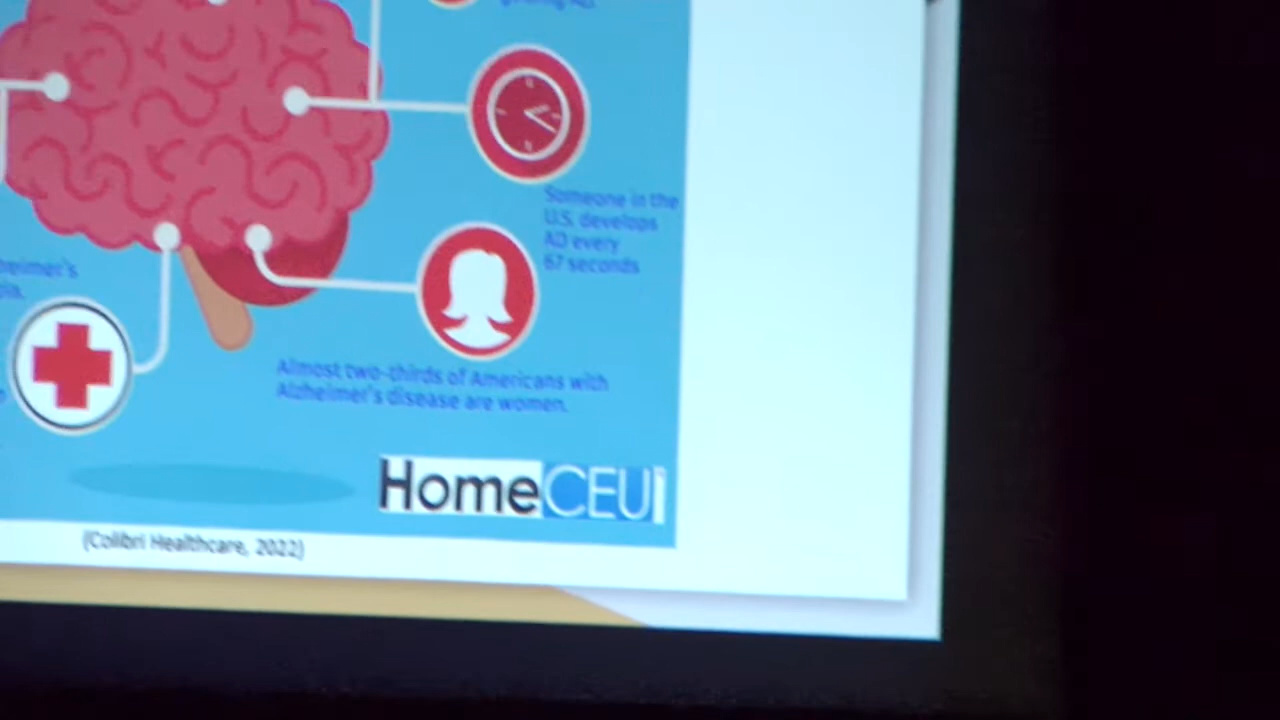 Someone in the
U.S. develops
AD every
67 seconds
heimer's
Almost two-thirds of Americans with
Alzheimer's disease are women.
HomeCEU
(Colibri Healthcare, 2022)